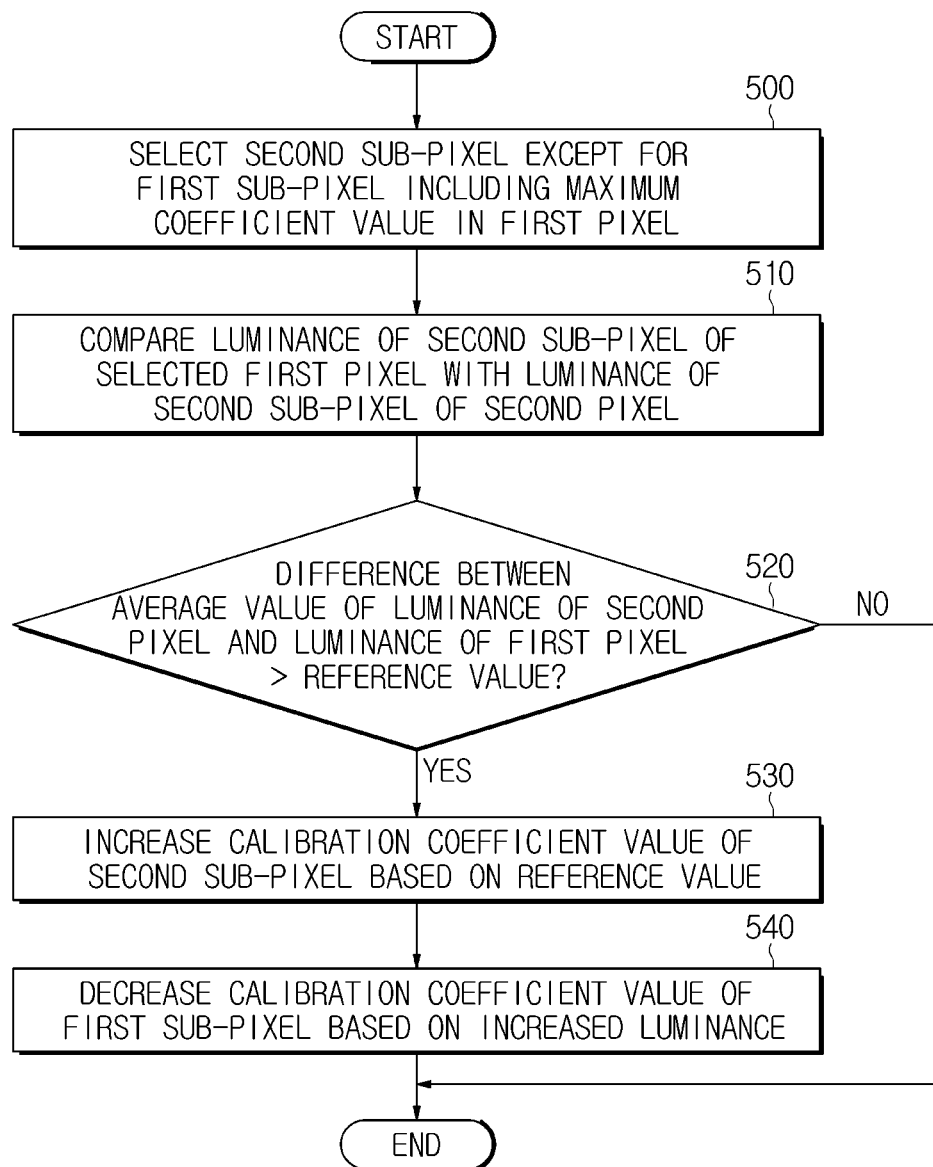 START
500
SELECT SECOND SUB-PIXEL EXCEPT FOR
FIRST SUB-PIXEL INCLUDING MAXIMUM
COEFFICIENT VALUE IN FIRST PIXEL
510
COMPARE LUMINANCE OF SECOND SUB-PIXEL OF
SELECTED FIRST PIXEL WITH LUMINANCE OF
SECOND SUB-PIXEL OF SECOND PIXEL
520
DIFFERENCE BETWEEN
AVERAGE VALUE OF LUMINANCE OF SECOND
PIXEL AND LUMINANCE OF FIRST PIXEL
> REFERENCE VALUE?
NO
YES
530
INCREASE CALIBRATION COEFFICIENT VALUE OF
SECOND SUB-PIXEL BASED ON REFERENCE VALUE
540
DECREASE CALIBRATION COEFFICIENT VALUE OF
FIRST SUB-PIXEL BASED ON INCREASED LUMINANCE
END